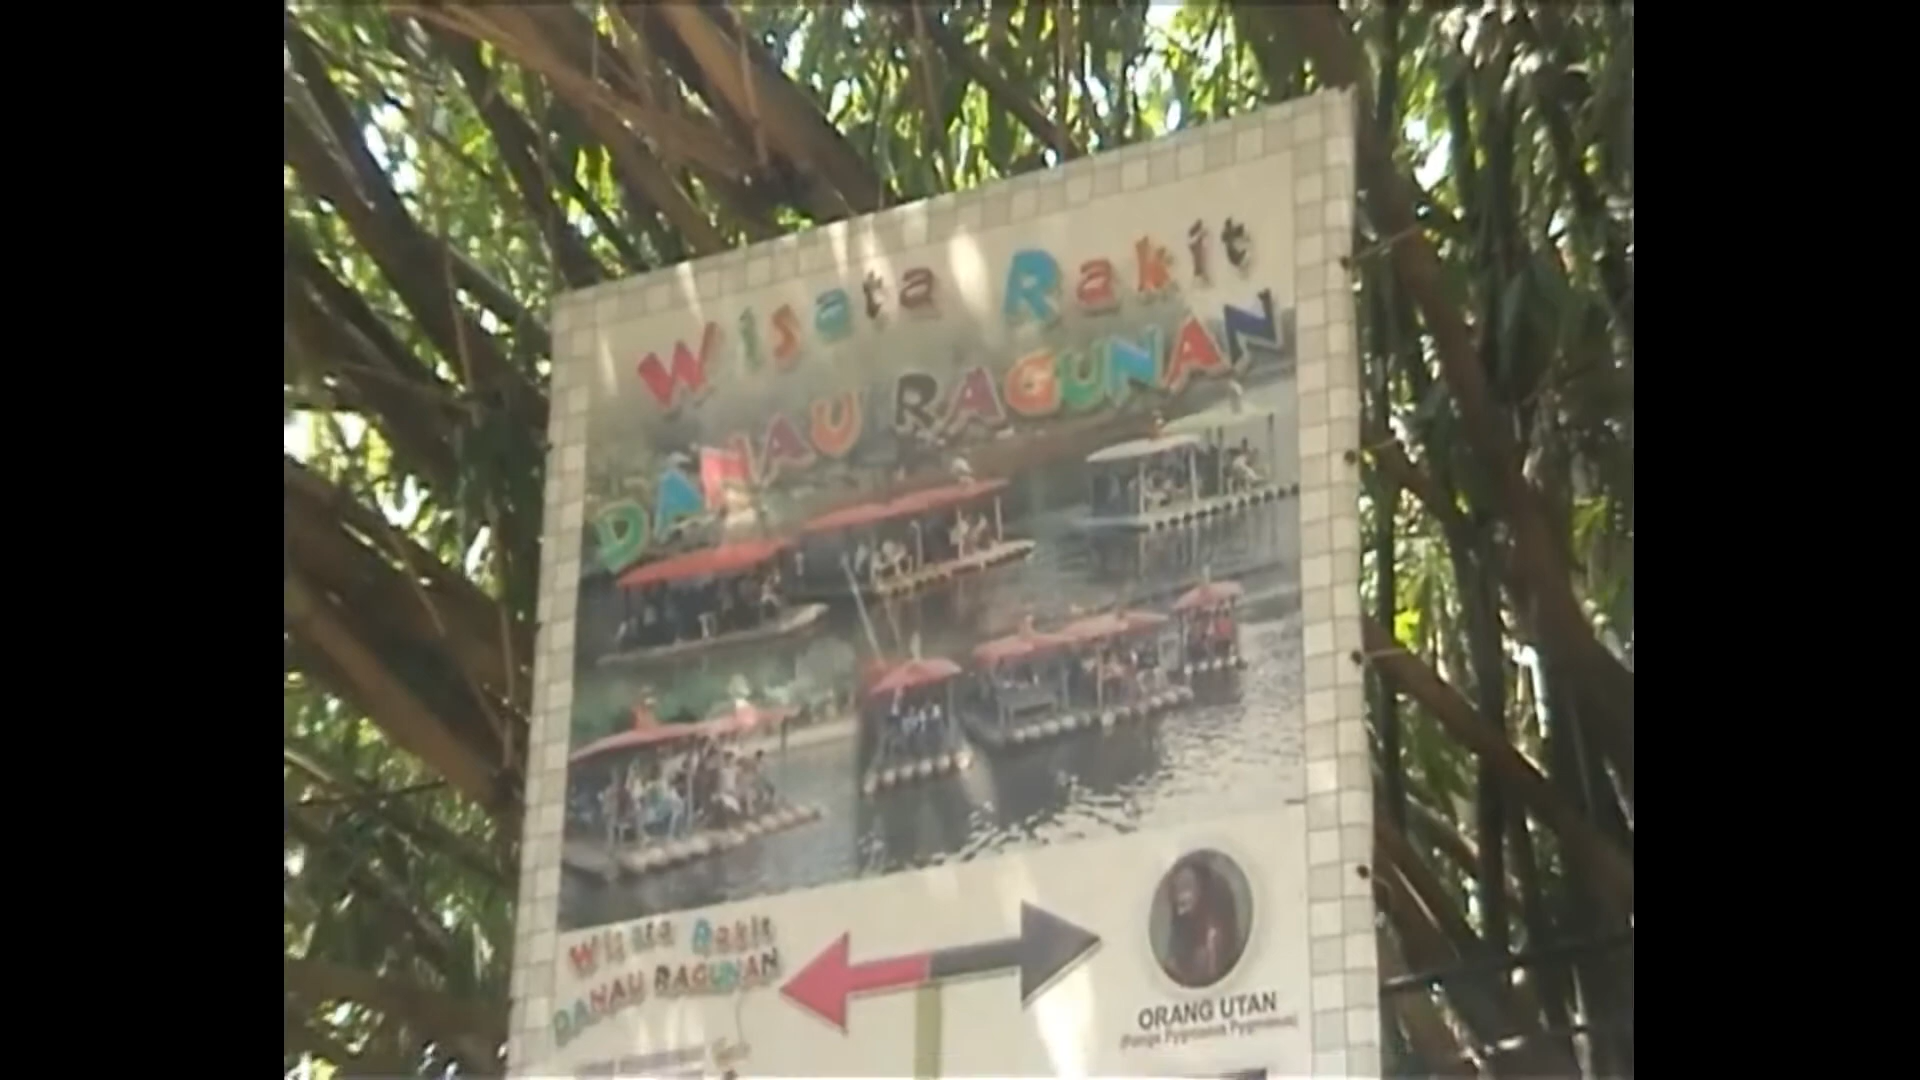 Wisata Rakit
DANAU RAGUNAN
Wisata Rakit
DANAU RAGUNAN
ORANG UTAN
(Pongo Pygmaeus Pygmaeus)